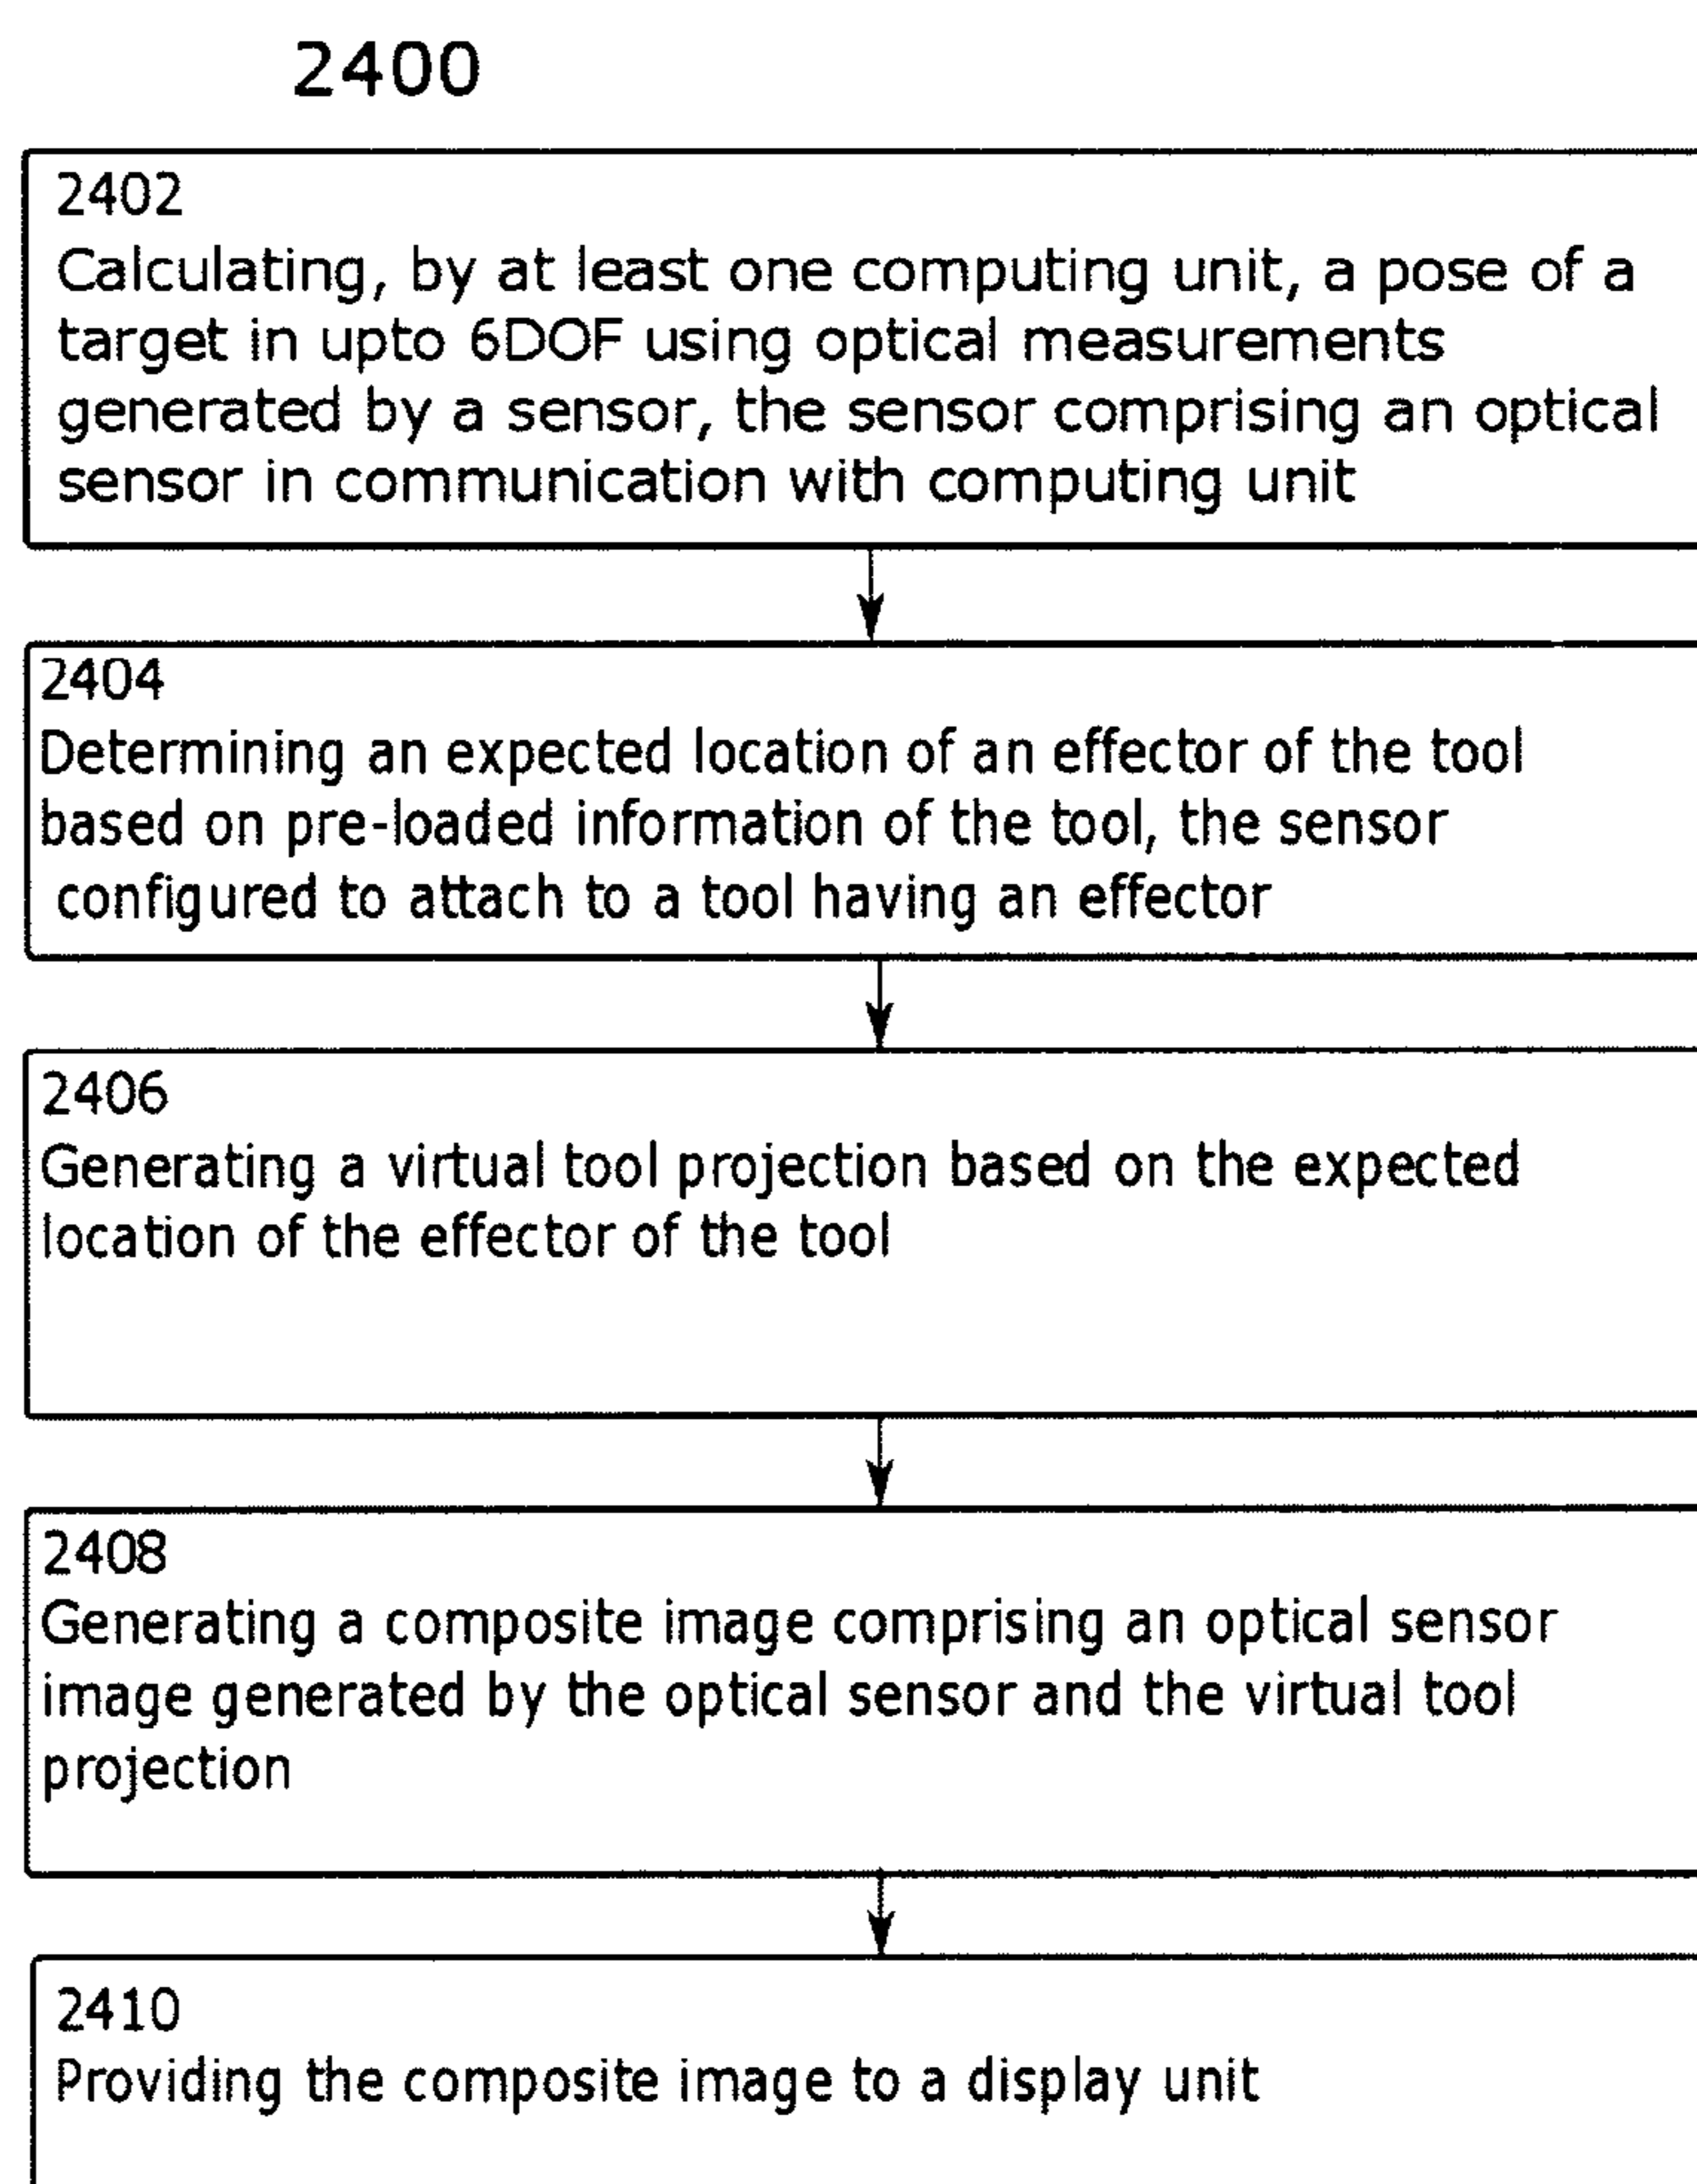 2400
2402
Calculating, by at least one computing unit, a pose of a
target in upto 6DOF using optical measurements
generated by a sensor, the sensor comprising an optical
sensor in communication with computing unit
2404
Determining an expected location of an effector of the tool
based on pre-loaded information of the tool, the sensor
configured to attach to a tool having an effector
2406
Generating a virtual tool projection based on the expected
location of the effector of the tool
2408
Generating a composite image comprising an optical sensor
image generated by the optical sensor and the virtual tool
projection
2410
Providing the composite image to a display unit